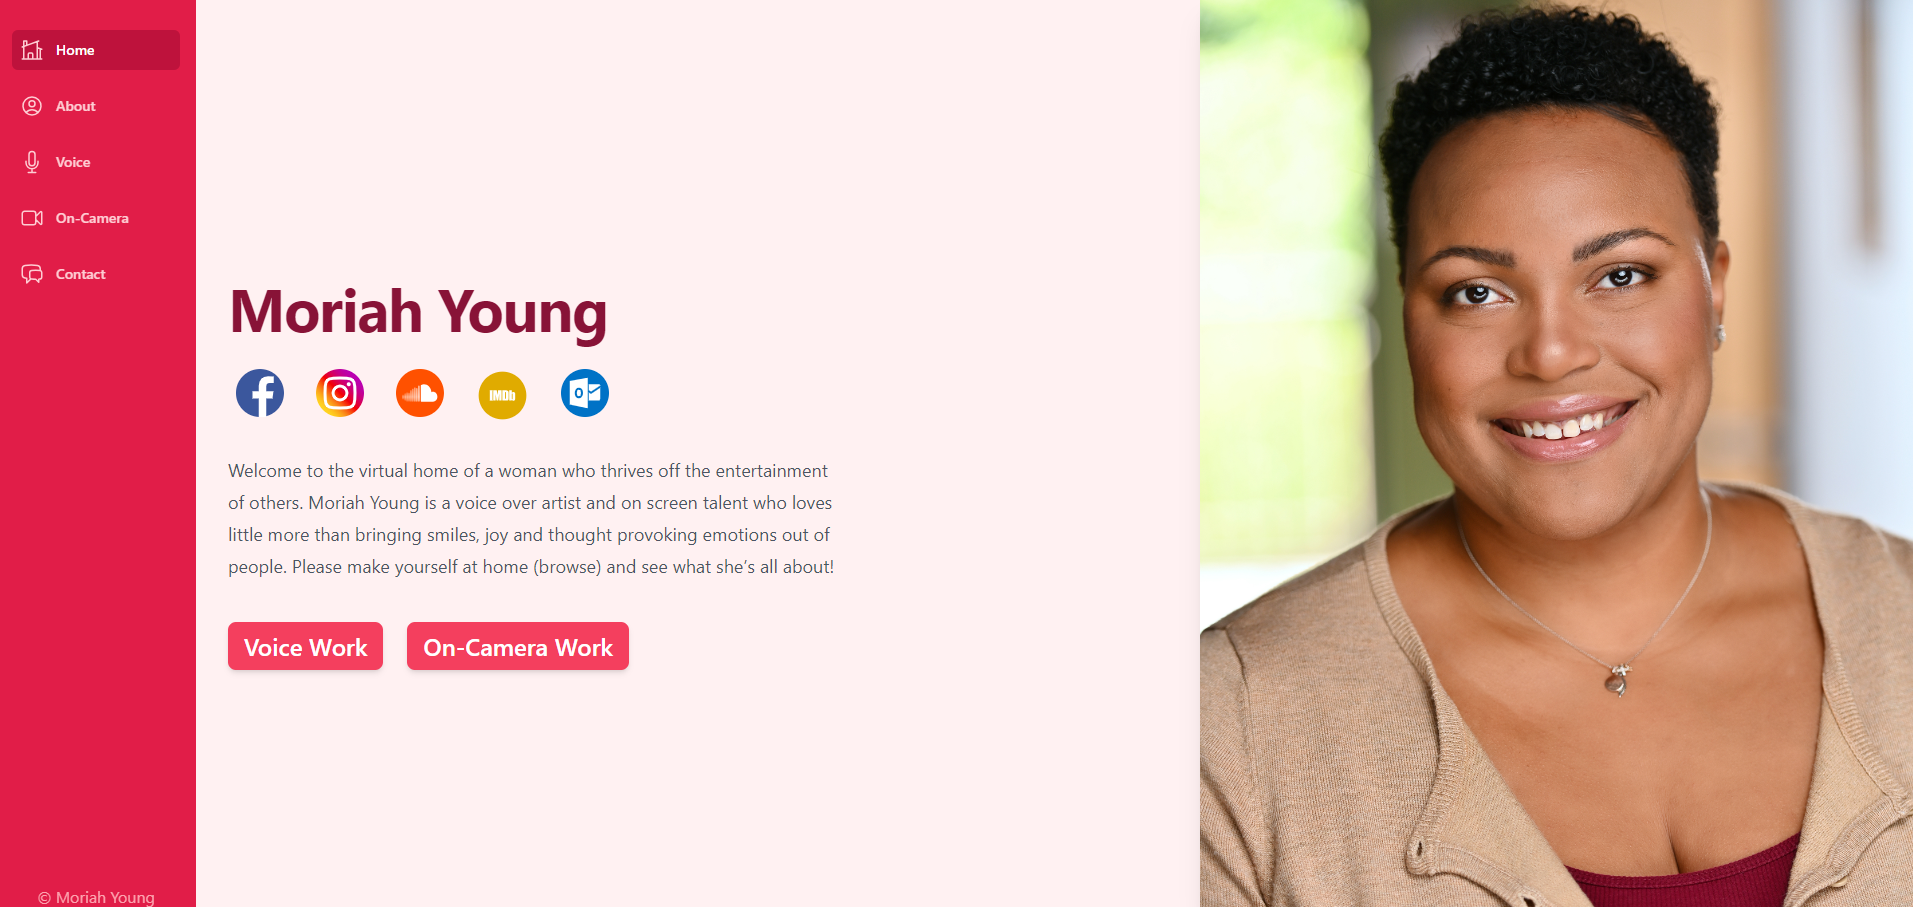 Home
About
Voice
On-Camera
Contact
Moriah Young
IMDb
Welcome to the virtual home of a woman who thrives off the entertainment
of others. Moriah Young is a voice over artist and on screen talent who loves
little more than bringing smiles, joy and thought provoking emotions out of
people. Please make yourself at home (browse) and see what she’s all about!
Voice Work
On-Camera Work
© Moriah Young